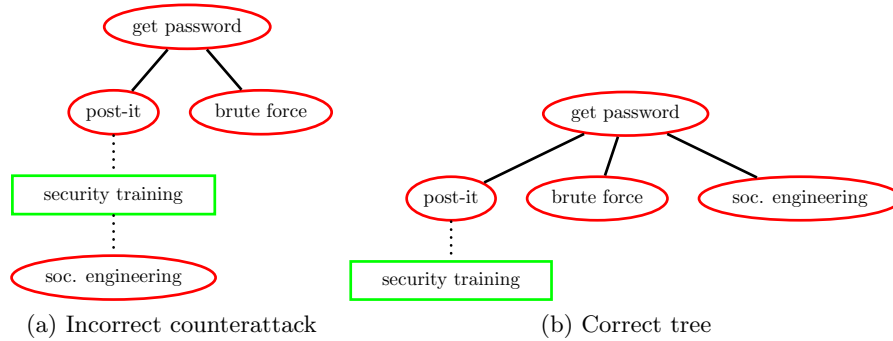 get password
post-it
brute force
security training
soc. engineering
(a) Incorrect counterattack
get password
post-it
brute force
soc. engineering
security training
(b) Correct tree